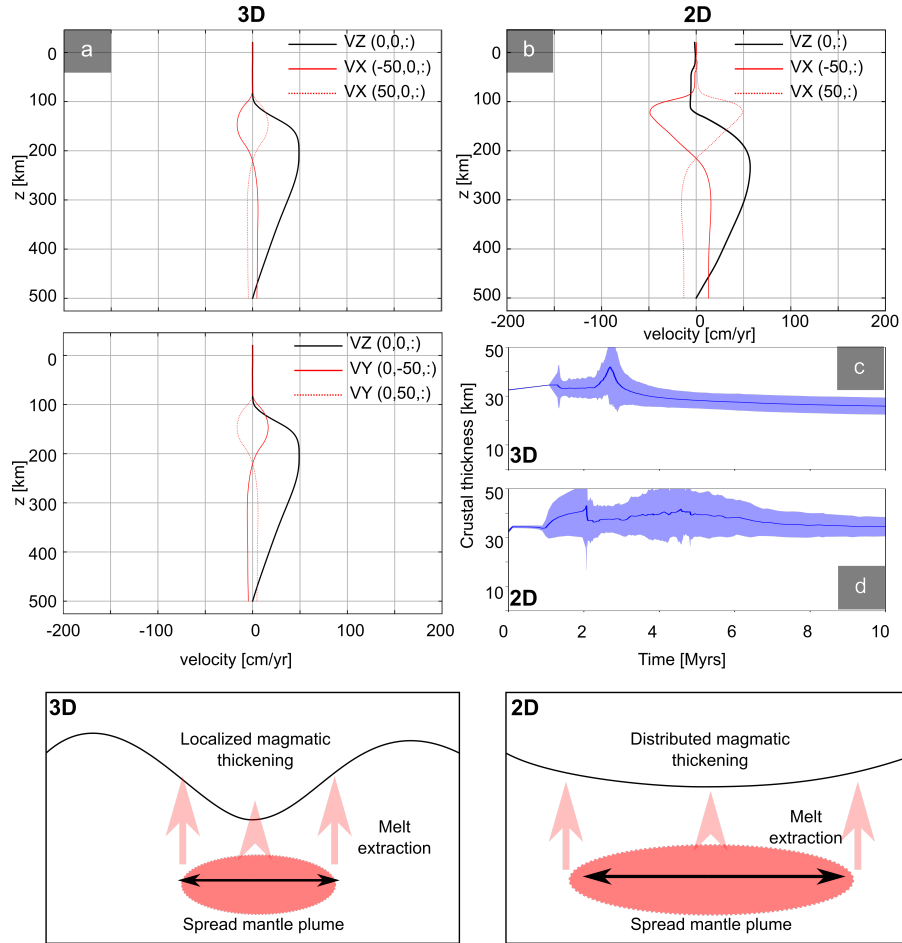 3D
2D
a
VZ (0,0,:)
VX (-50,0,:)
VX (50,0,:)
0
100
200
300
400
500
z [km]
b
VZ (0,:)
VX (-50,:)
VX (50,:)
0
100
200
300
400
500
z [km]
-200
-100
0
100
200
velocity [cm/yr]
VZ (0,0,:)
VY (0,-50,:)
VY (0,50,:)
0
100
200
300
400
500
z [km]
-200
-100
0
100
200
velocity [cm/yr]
50
30
10
c
3D
Crustal thickness [km]
50
30
10
d
2D
0
2
4
6
8
10
Time [Myrs]
3D
Localized magmatic
thickening
Melt
extraction
Spread mantle plume
2D
Distributed magmatic
thickening
Melt
extraction
Spread mantle plume